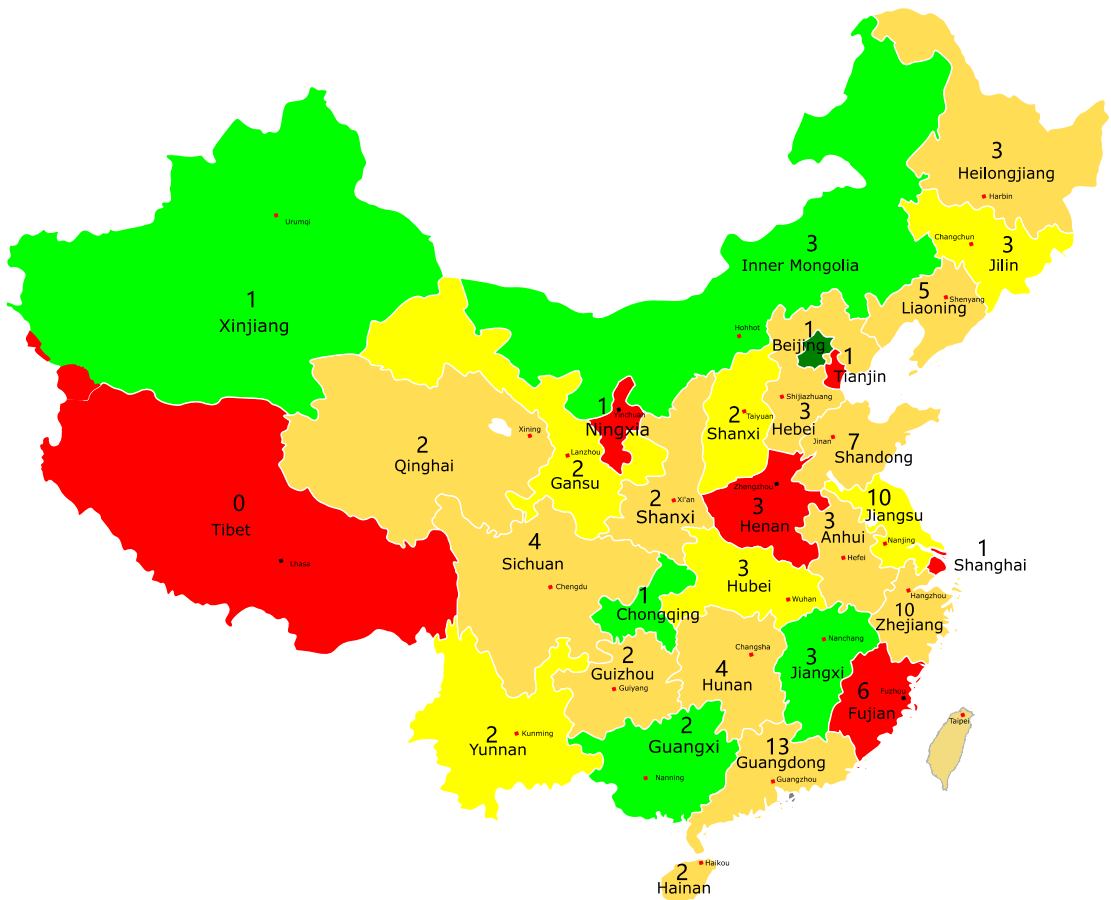 3
Heilongjiang
Harbin
Urumqi
Changchun
3
Jilin
3
Inner Mongolia
5
Shenyang
Liaoning
1
Xinjiang
Hohhot
1
Beijing
1
Tianjin
Shijiazhuang
3
Hebei
2
Taiyuan
Shanxi
1
Yinchuan
Ningxia
Xining
2
Qinghai
Lanzhou
2
Gansu
Jinan
7
Shandong
Zhengzhou
3
Henan
2
Xi'an
Shanxi
10
Jiangsu
Nanjing
3
Anhui
Hefei
1
Shanghai
0
Tibet
Lhasa
4
Sichuan
Chengdu
3
Hubei
Wuhan
1
Chongqing
Hangzhou
10
Zhejiang
Nanchang
3
Jiangxi
Changsha
4
Hunan
2
Guizhou
Guiyang
6
Fuzhou
Fujian
Taipei
2
Kunming
Yunnan
2
Guangxi
Nanning
13
Guangdong
Guangzhou
Haikou
2
Hainan